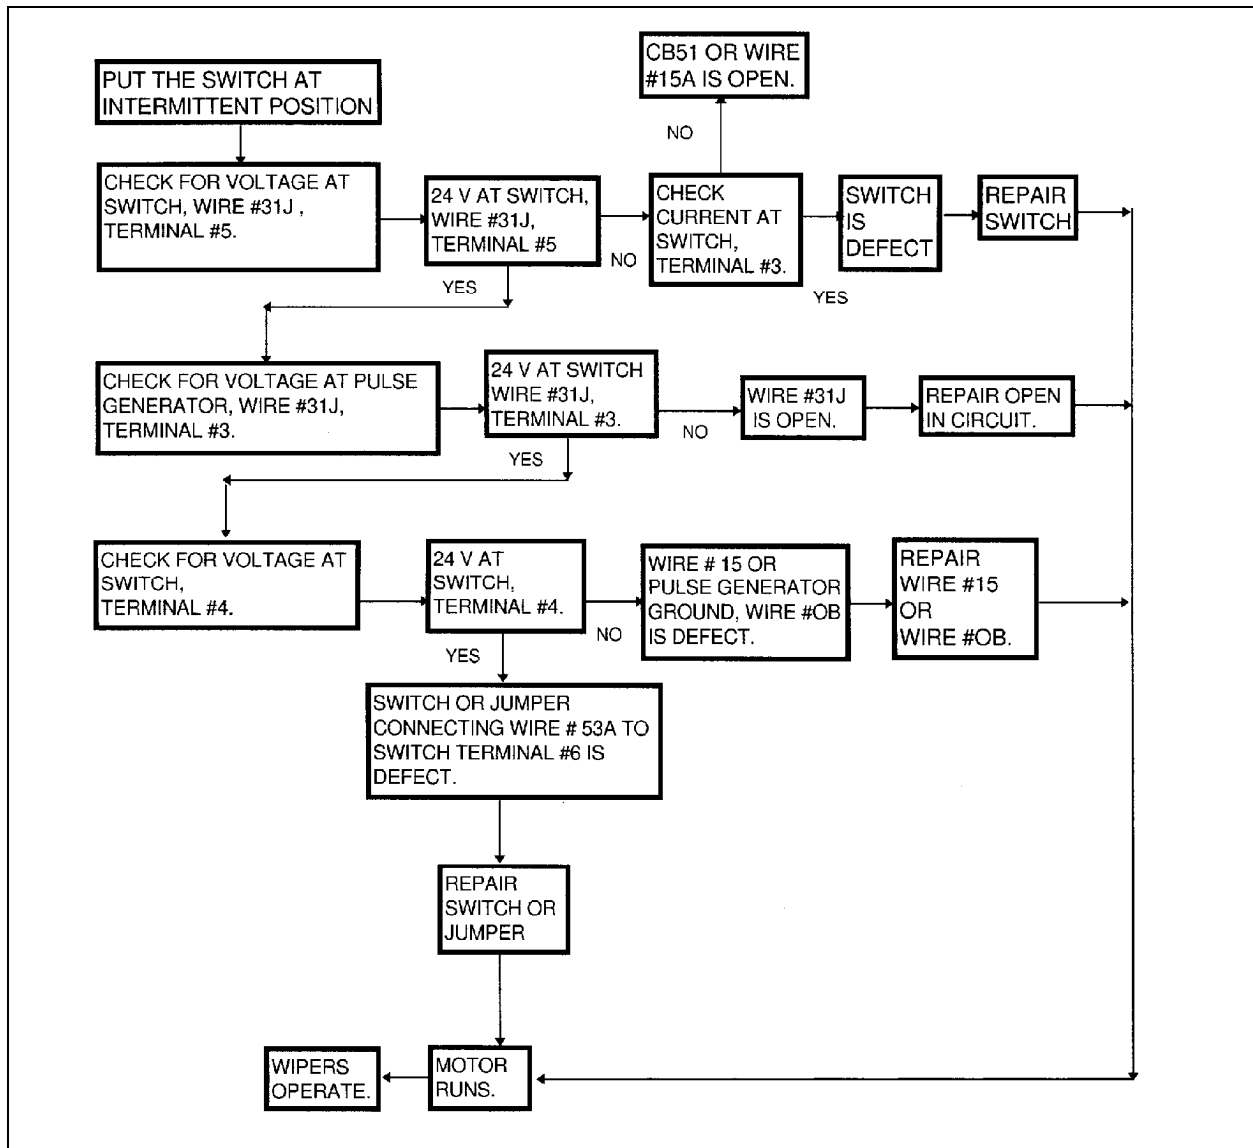 CB51 OR WIRE
#15A IS OPEN.
PUT THE SWITCH AT
INTERMITTENT POSITION
NO
CHECK FOR VOLTAGE AT
SWITCH, WIRE #31J ,
TERMINAL #5.
24 V AT SWITCH,
WIRE #31J,
TERMINAL #5
NO
CHECK
CURRENT AT
SWITCH,
TERMINAL #3.
YES
SWITCH
IS
DEFECT
REPAIR
SWITCH
YES
CHECK FOR VOLTAGE AT PULSE
GENERATOR, WIRE #31J,
TERMINAL #3.
24 V AT SWITCH
WIRE #31J,
TERMINAL #3.
NO
WIRE #31J
IS OPEN.
REPAIR OPEN
IN CIRCUIT.
YES
CHECK FOR VOLTAGE AT
SWITCH,
TERMINAL #4.
24 V AT
SWITCH,
TERMINAL #4.
NO
WIRE # 15 OR
PULSE GENERATOR
GROUND, WIRE #OB
IS DEFECT.
REPAIR
WIRE #15
OR
WIRE #OB.
YES
SWITCH OR JUMPER
CONNECTING WIRE # 53A TO
SWITCH TERMINAL #6 IS
DEFECT.
REPAIR
SWITCH OR
JUMPER
WIPERS
OPERATE.
MOTOR
RUNS.